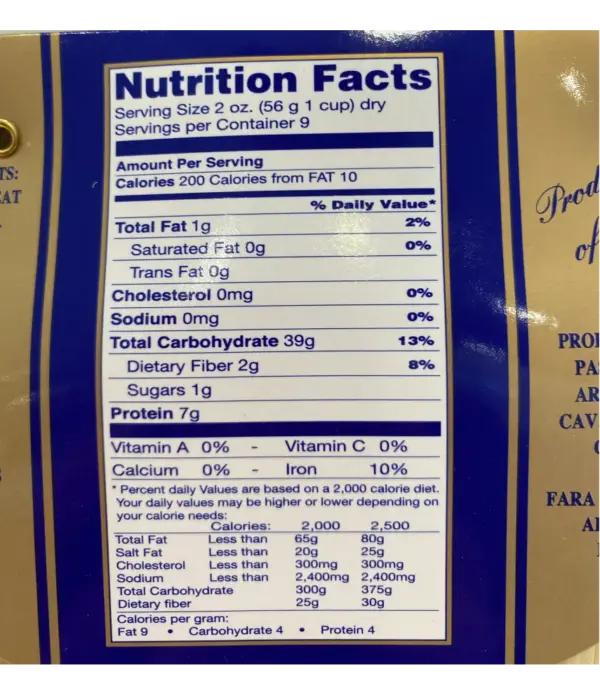 Nutrition Facts
Serving Size 2 oz. (56 g 1 cup) dry
Servings per Container 9
Amount Per Serving
Calories 200 Calories from FAT 10
% Daily Value*
Total Fat 1g 2%
Saturated Fat 0g 0%
Trans Fat 0g
Cholesterol 0mg 0%
Sodium 0mg 0%
Total Carbohydrate 39g 13%
Dietary Fiber 2g 8%
Sugars 1g
Protein 7g
Vitamin A 0% - Vitamin C 0%
Calcium 0% - Iron 10%
* Percent daily Values are based on a 2,000 calorie diet.
Your daily values may be higher or lower depending on
your calorie needs:
Calories: 2,000 2,500
Total Fat Less than 65g 80g
Salt Fat Less than 20g 25g
Cholesterol Less than 300mg 300mg
Sodium Less than 2,400mg 2,400mg
Total Carbohydrate 300g 375g
Dietary fiber 25g 30g
Calories per gram:
Fat 9 • Carbohydrate 4 • Protein 4
of
FARA